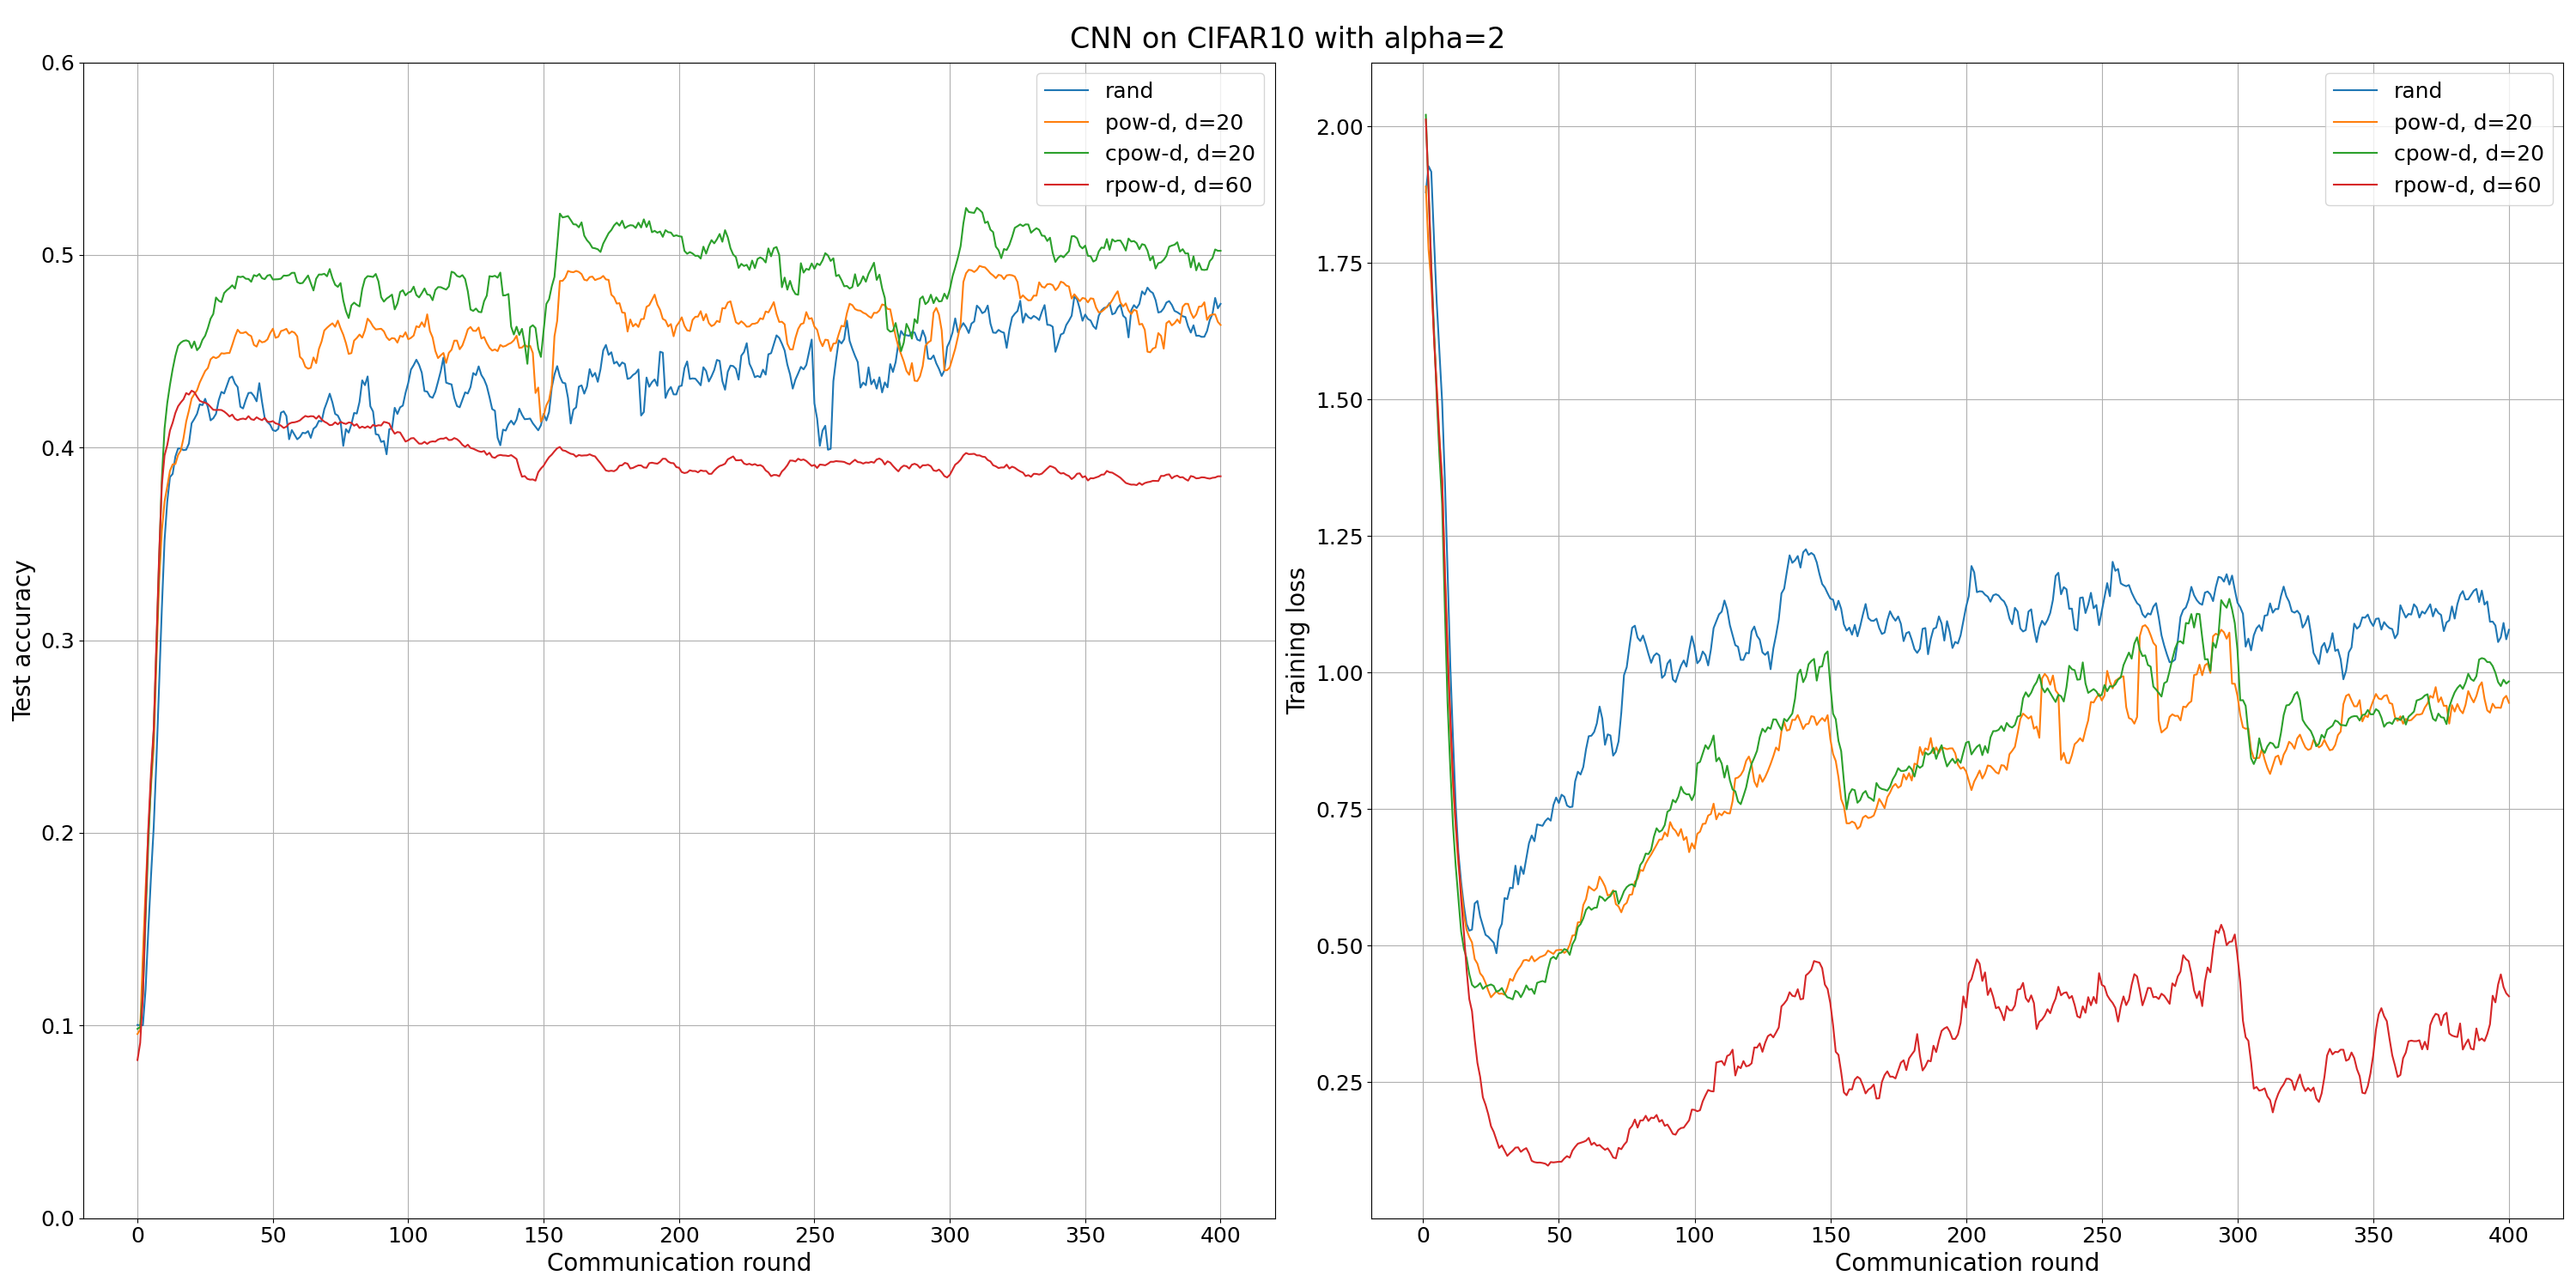 CNN on CIFAR10 with alpha=2
Test accuracy
0.6
0.5
0.4
0.3
0.2
0.1
0.0
rand
pow-d, d=20
cpow-d, d=20
rpow-d, d=60
0 50 100 150 200 250 300 350 400
Communication round
Training loss
2.00
1.75
1.50
1.25
1.00
0.75
0.50
0.25
rand
pow-d, d=20
cpow-d, d=20
rpow-d, d=60
0 50 100 150 200 250 300 350 400
Communication round